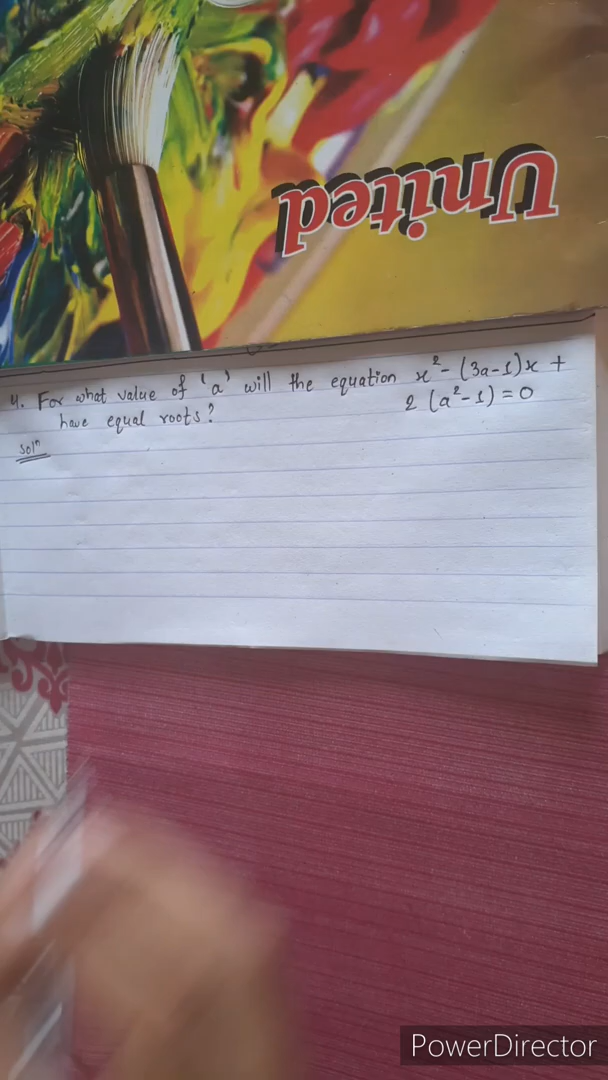 United
4. For what value of 'a' will the equation x² - (3a-1)x +
2 (a²-1) = 0
have equal roots?
Solⁿ
PowerDirector